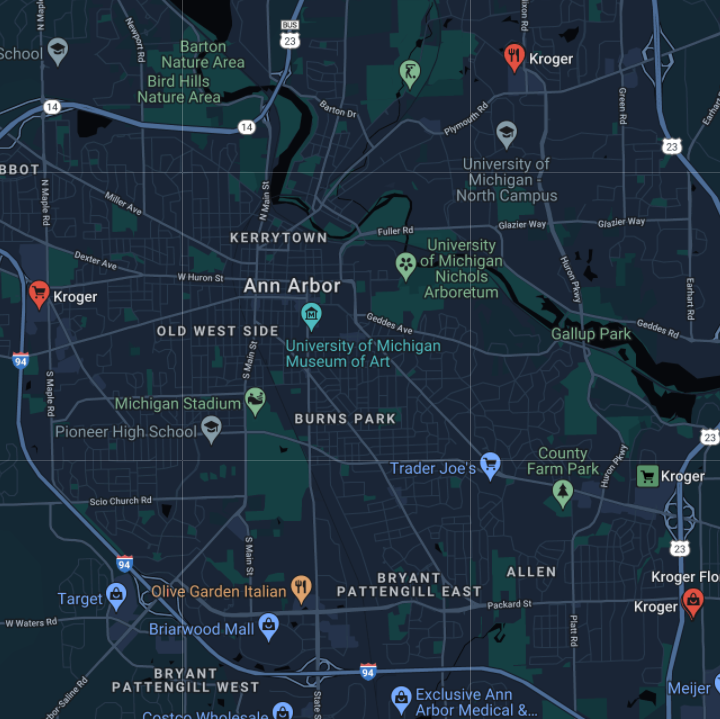 N Maple
Newport Rd
BUS
23
Nixon Rd
School
Barton
Nature Area
Bird Hills
Nature Area
Kroger
14
14
Barton Dr
Plymouth Rd
Green Rd
23
University of
Michigan -
North Campus
N Maple Rd
Miller Ave
N Main St
KERRYTOWN
Fuller Rd
Glazier Way
Glazier Way
Dexter Ave
W Huron St
Ann Arbor
University
of Michigan
Nichols
Arboretum
Huron Pkwy
Earhart Rd
Kroger
OLD WEST SIDE
Geddes Ave
Gallup Park
Geddes Rd
University of Michigan
Museum of Art
94
S Maple Rd
S Main St
Michigan Stadium
BURNS PARK
Pioneer High School
23
Trader Joe's
County
Farm Park
Huron Pkwy
Kroger
Scio Church Rd
S Main St
23
94
BRYANT
PATTENGILL EAST
ALLEN
Kroger Flo
Target
Olive Garden Italian
Packard St
Kroger
W Waters Rd
Briarwood Mall
Platt Rd
94
BRYANT
PATTENGILL WEST
State S
Exclusive Ann
Arbor Medical &...
Meijer
Costco Wholesale